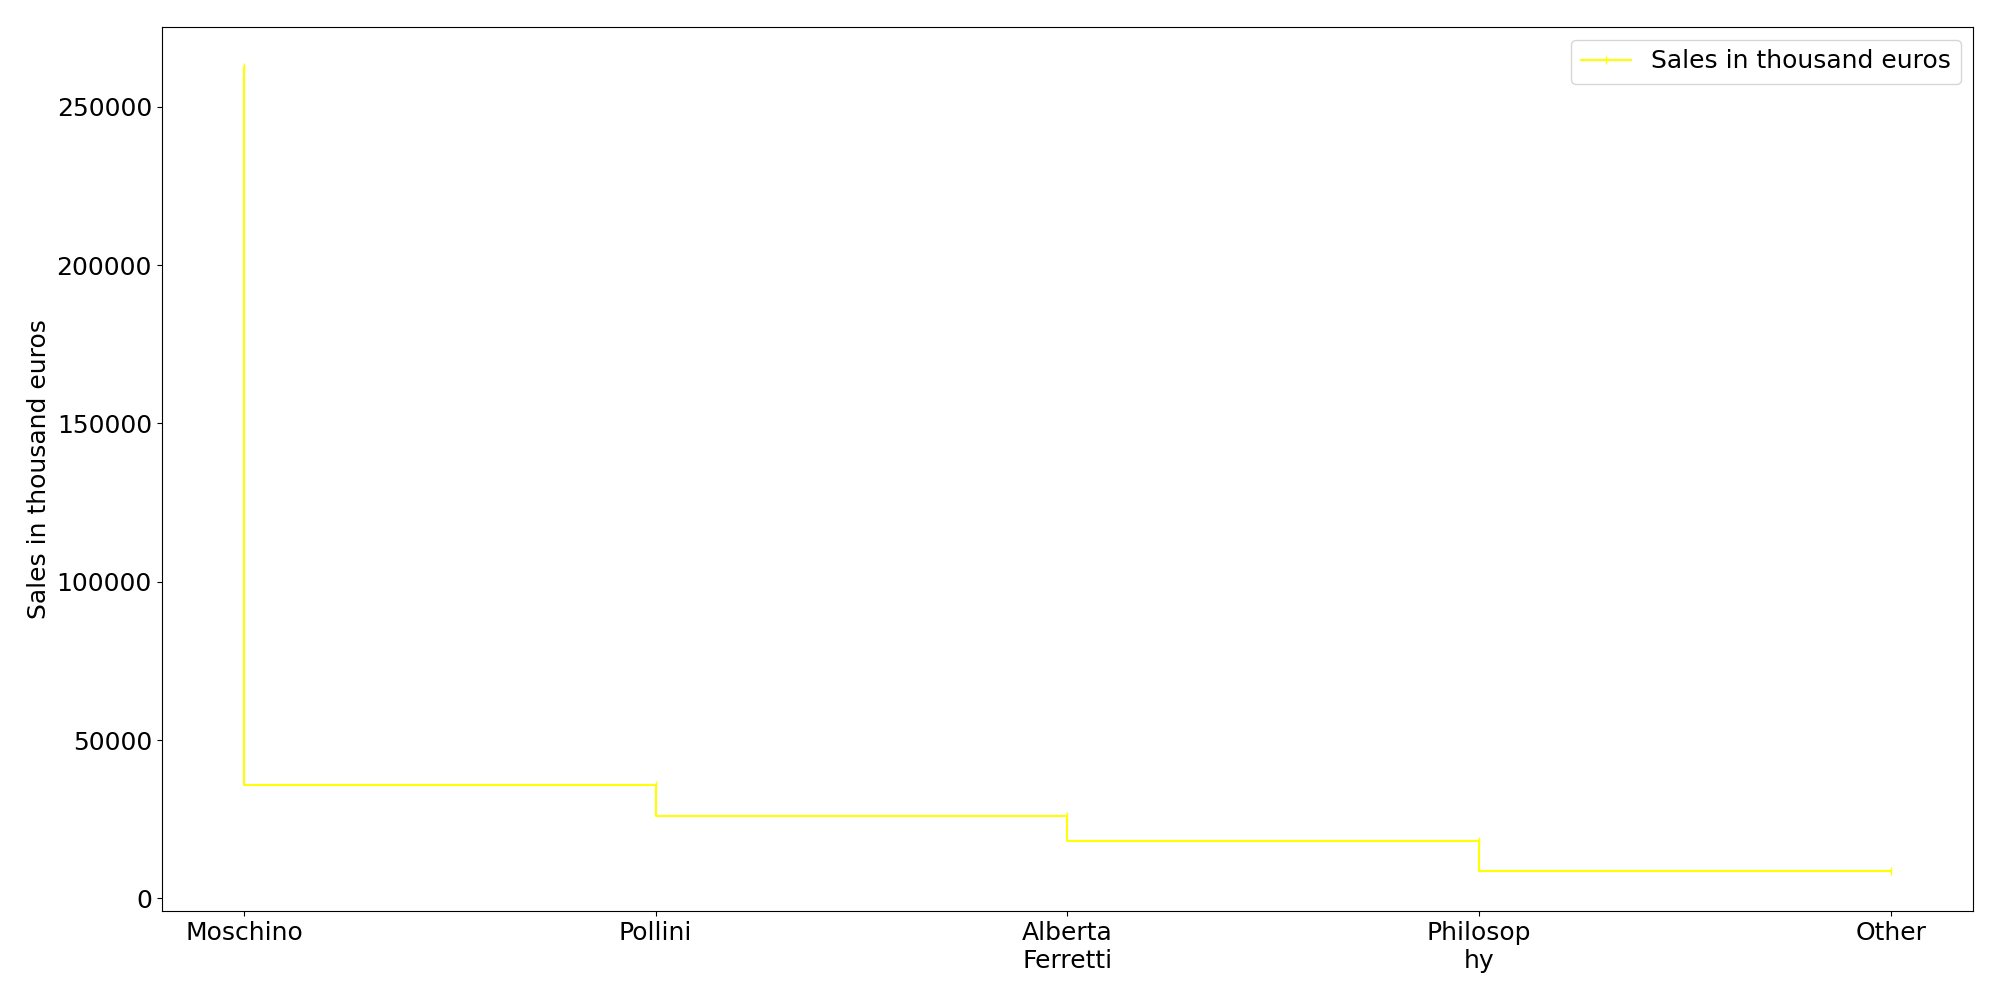 Sales in thousand euros
Sales in thousand euros
250000
200000
150000
100000
50000
0
Moschino
Pollini
Alberta
Ferretti
Philosop
hy
Other